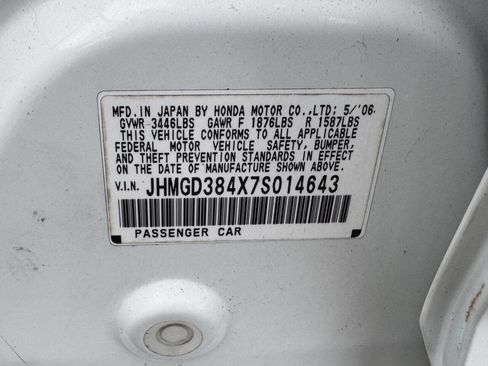 MFD.IN JAPAN BY HONDA MOTOR CO.,LTD: 5/'06
GVWR 3446LBS GAWR F 1876LBS R 1587LBS
THIS VEHICLE CONFORMS TO ALL APPLICABLE
FEDERAL MOTOR VEHICLE SAFETY, BUMPER,
AND THEFT PREVENTION STANDARDS IN EFFECT
ON THE DATE OF MANUFACTURE SHOWN ABOVE.
V.I.N. JHMGD384X7S014643
PASSENGER CAR